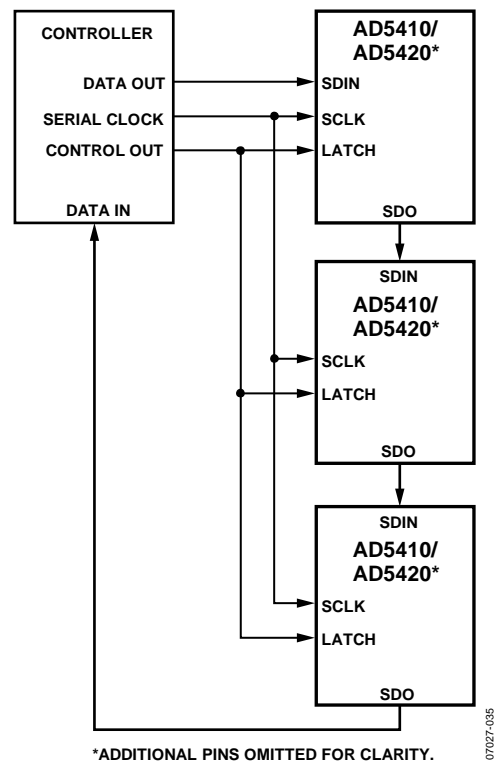 CONTROLLER
DATA OUT
SERIAL CLOCK
CONTROL OUT
DATA IN
AD5410/
AD5420*
SDIN
SCLK
LATCH
SDO
SDIN
AD5410/
AD5420*
SCLK
LATCH
SDO
SDIN
AD5410/
AD5420*
SCLK
LATCH
SDO
*ADDITIONAL PINS OMITTED FOR CLARITY.
07027-035